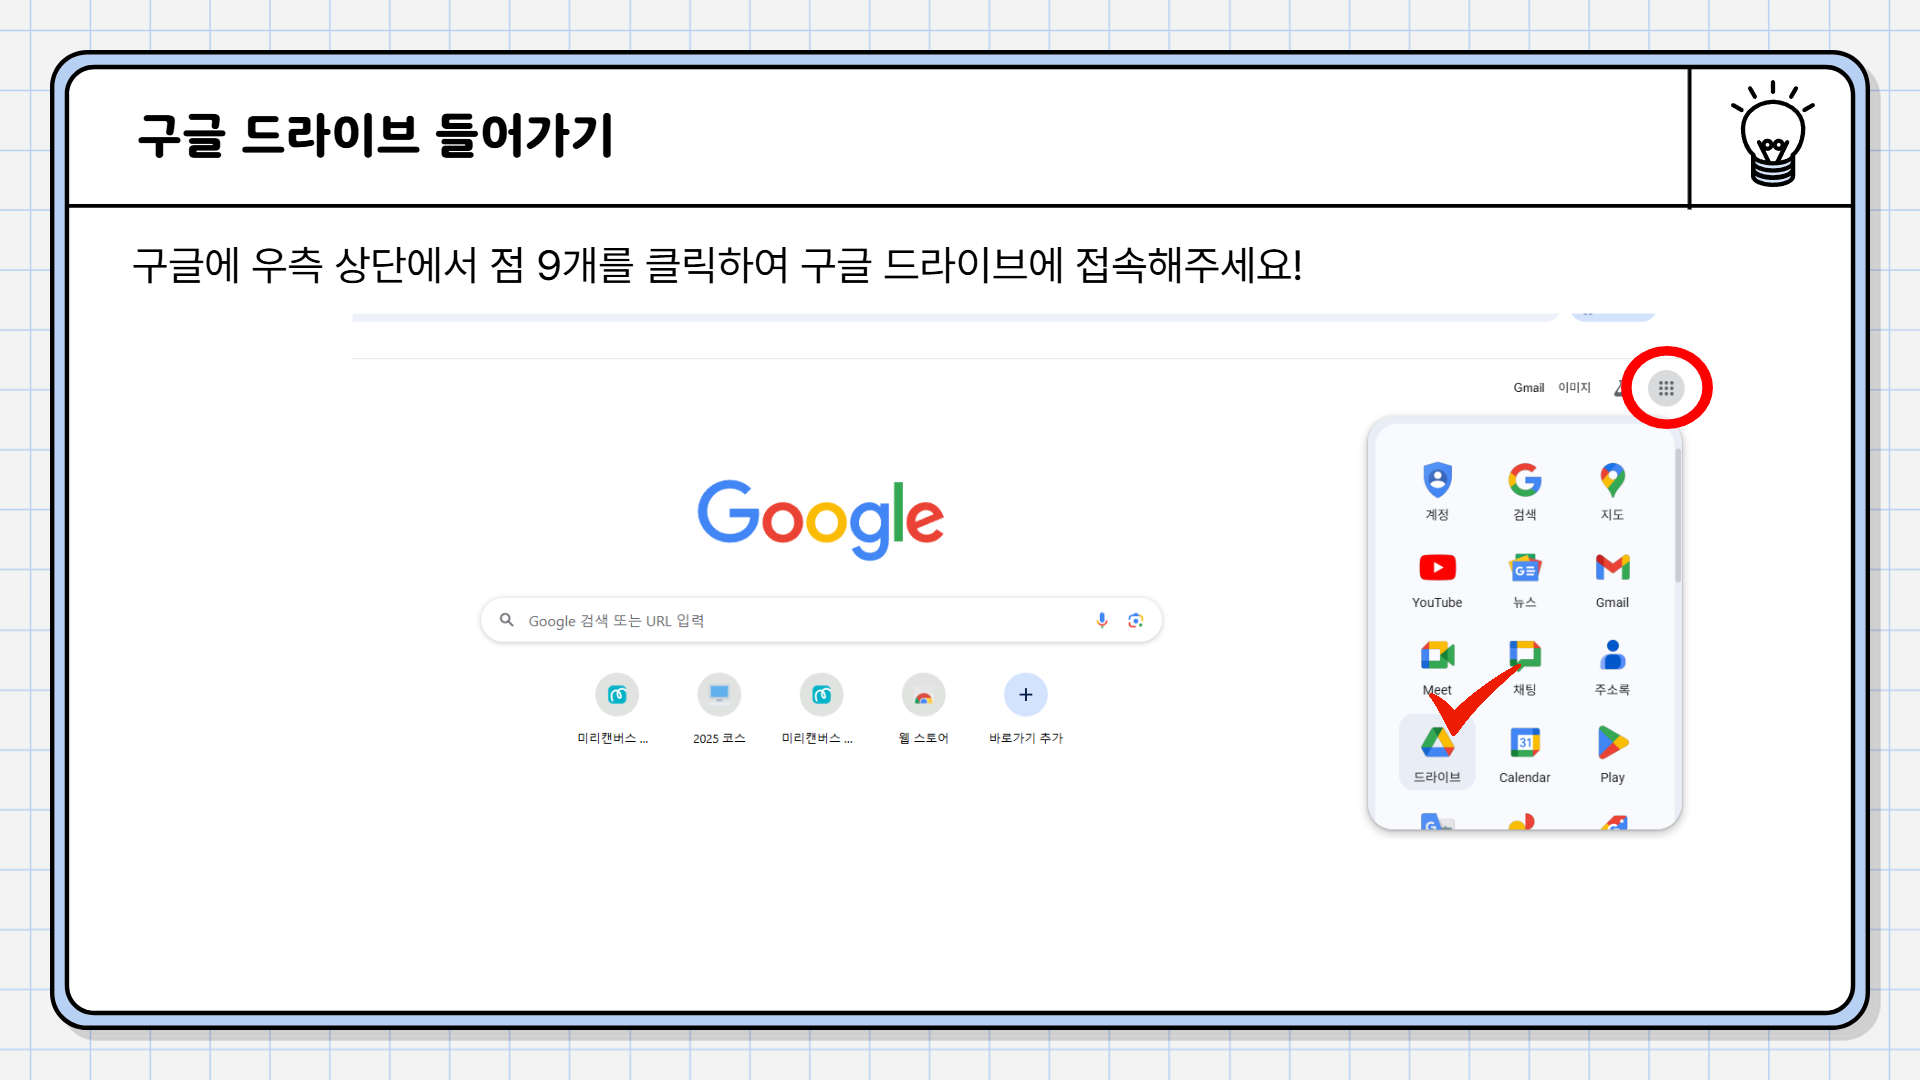 구글 드라이브 들어가기
구글에 우측 상단에서 점 9개를 클릭하여 구글 드라이브에 접속해주세요!
Gmail 이미지
Google
Google 검색 또는 URL 입력
미리캔버스 ... 2025 코스 미리캔버스 ... 웹 스토어 바로가기 추가
계정 검색 지도
YouTube 뉴스 Gmail
Meet 채팅 주소록
31
드라이브 Calendar Play